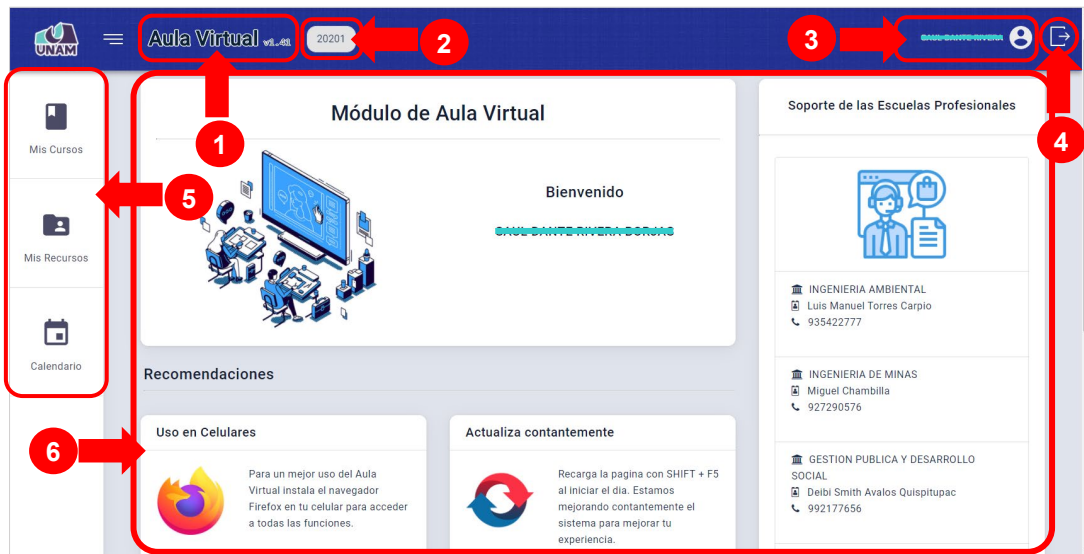 UNAM
Aula Virtual v1.41
20201
2
3
4
1
5
6
Mis Cursos
Mis Recursos
Calendario
Módulo de Aula Virtual
Bienvenido
Recomendaciones
Uso en Celulares
Para un mejor uso del Aula
Virtual instala el navegador
Firefox en tu celular para acceder
a todas las funciones.
Actualiza contantemente
Recarga la pagina con SHIFT + F5
al iniciar el dia. Estamos
mejorando contantemente el
sistema para mejorar tu
experiencia.
Soporte de las Escuelas Profesionales
INGENIERIA AMBIENTAL
Luis Manuel Torres Carpio
935422777
INGENIERIA DE MINAS
Miguel Chambilla
927290576
GESTION PUBLICA Y DESARROLLO
SOCIAL
Deibi Smith Avalos Quispitupac
992177656